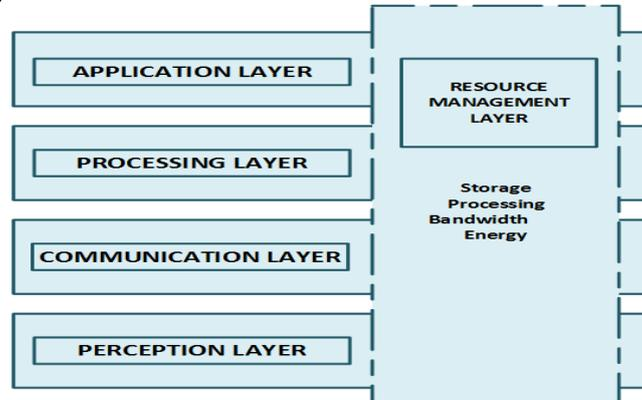 APPLICATION LAYER
RESOURCE
MANAGEMENT
LAYER
PROCESSING LAYER
Storage
Processing
Bandwidth
Energy
COMMUNICATION LAYER
PERCEPTION LAYER